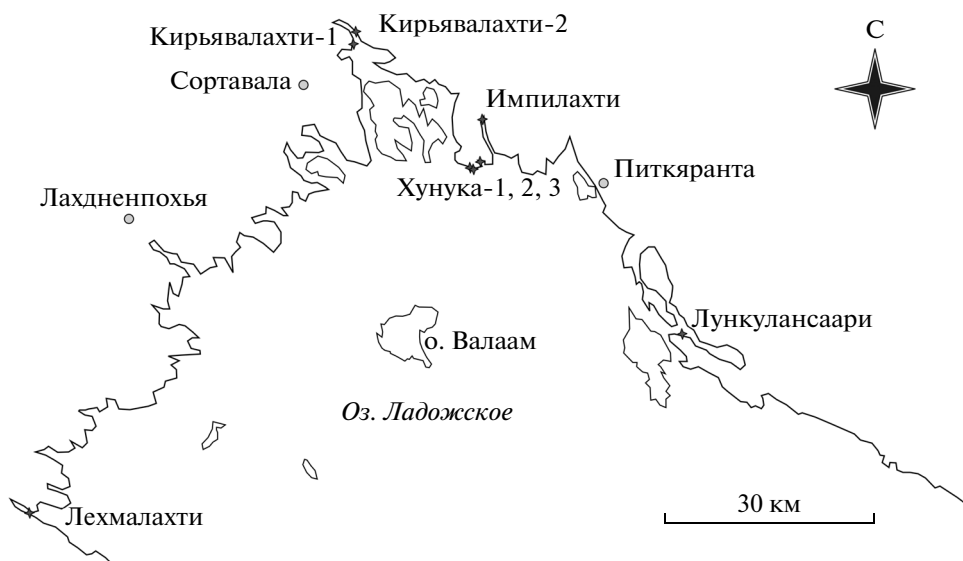 Кирьявалахти-2
Кирьявалахти-1
С
Сортавала
Импилахти
Питкяранта
Хунука-1, 2, 3
Лахдненпохья
Лункулансаари
о. Валаам
Оз. Ладожское
30 км
Лехмалахти